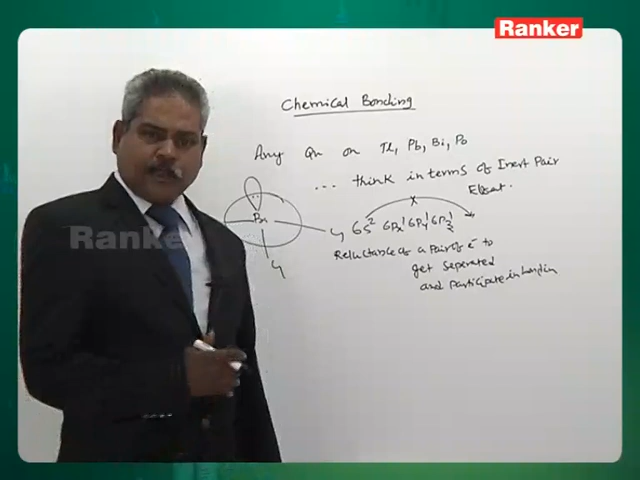 Ranker
Chemical Bonding
Any Qn on Tl, Pb, Bi, Po
... think in terms of Inert Pair
Effect.
6S² 6Px¹ 6Py¹ 6Pz¹
Reluctance of a Pair of e⁻ to
get seperated
and participate in bonding
Cl
Ranker